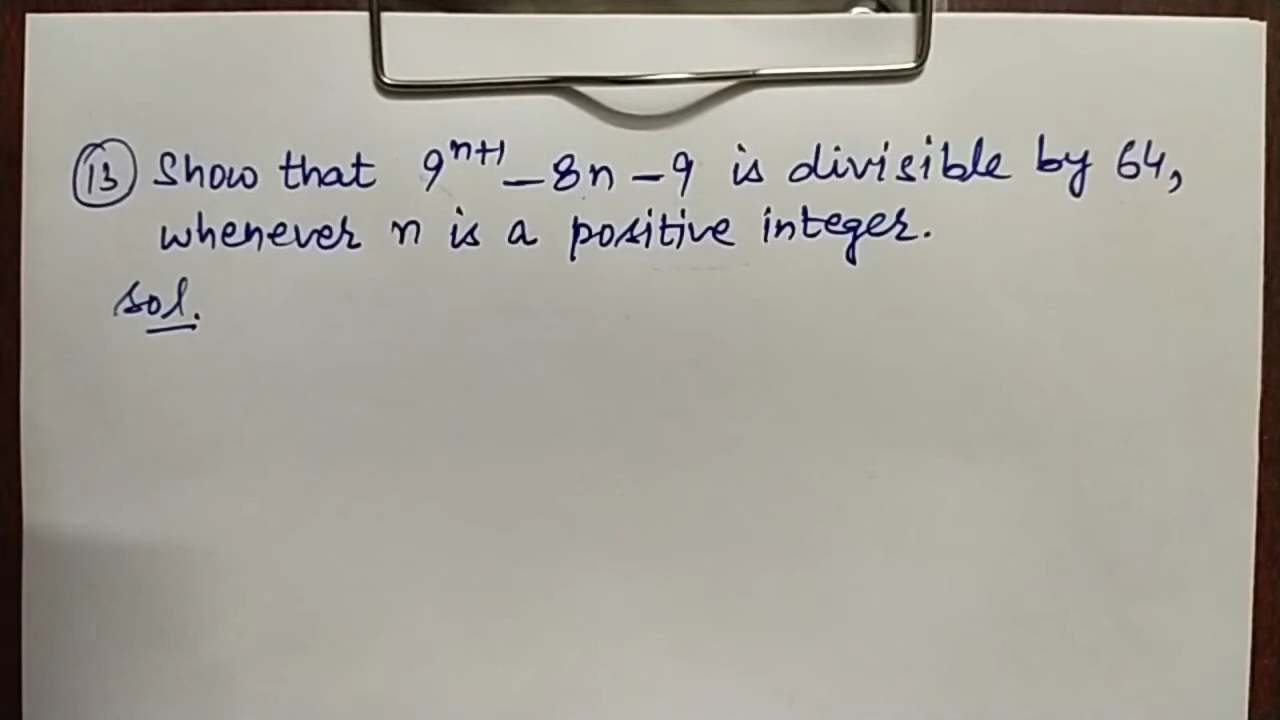 13 Show that 9^{n+1} - 8n - 9 is divisible by 64,
whenever n is a positive integer.
Sol.